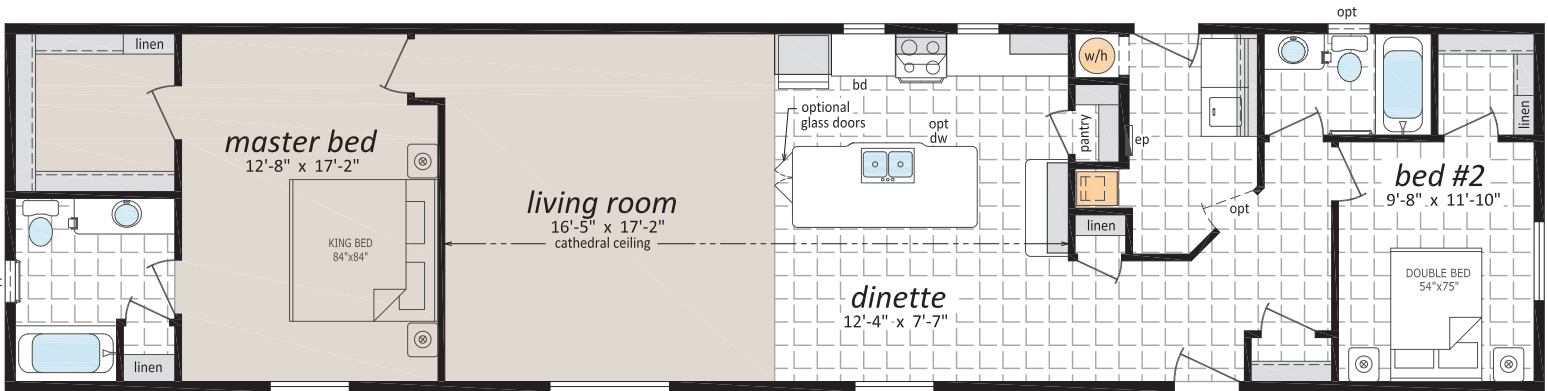 opt
linen
w/h
bd
optional
glass doors
opt
dw
pantry
ep
linen
master bed
12'-8" x 17'-2"
KING BED
84"x84"
living room
16'-5" x 17'-2"
cathedral ceiling
bed #2
9'-8" x 11'-10"
opt
linen
DOUBLE BED
54"x75"
dinette
12'-4" x 7'-7"
linen